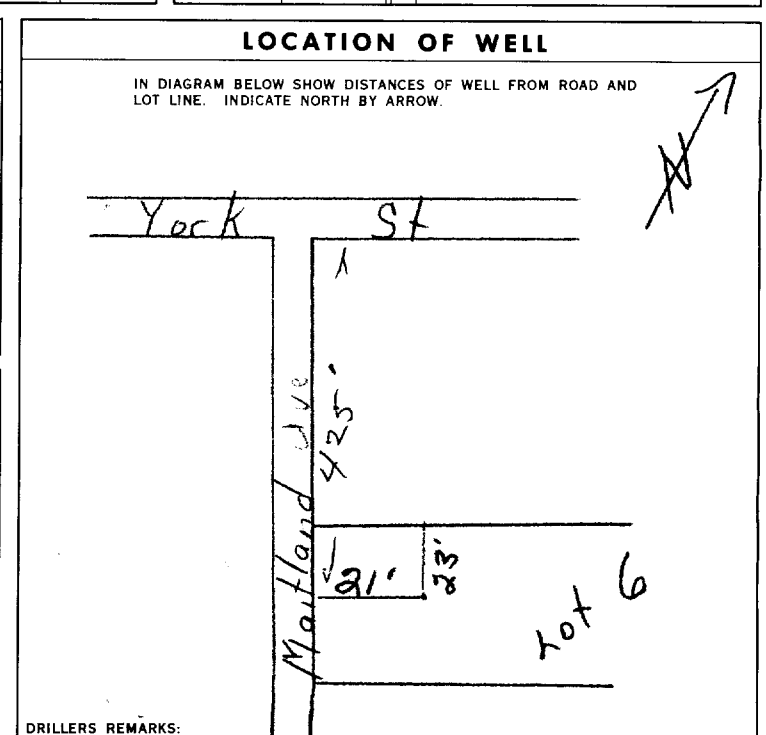 LOCATION OF WELL
IN DIAGRAM BELOW SHOW DISTANCES OF WELL FROM ROAD AND
LOT LINE. INDICATE NORTH BY ARROW.
N
York St
Maitland Ave
425'
21'
23'
Lot 6
DRILLERS REMARKS: